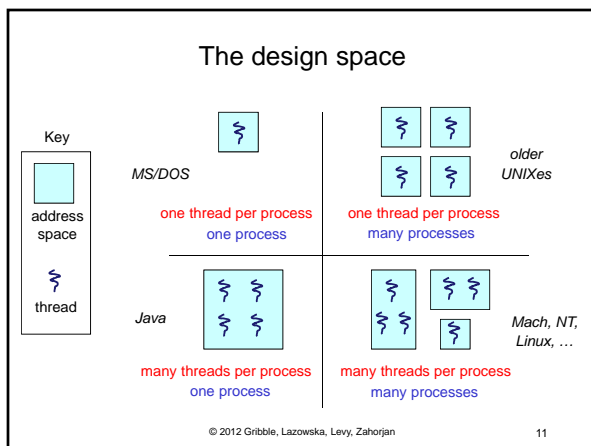 The design space
Key
address
space
thread
MS/DOS
one thread per process
one process
older
UNIXes
one thread per process
many processes
Java
many threads per process
one process
Mach, NT,
Linux, …
many threads per process
many processes
© 2012 Gribble, Lazowska, Levy, Zahorjan
11